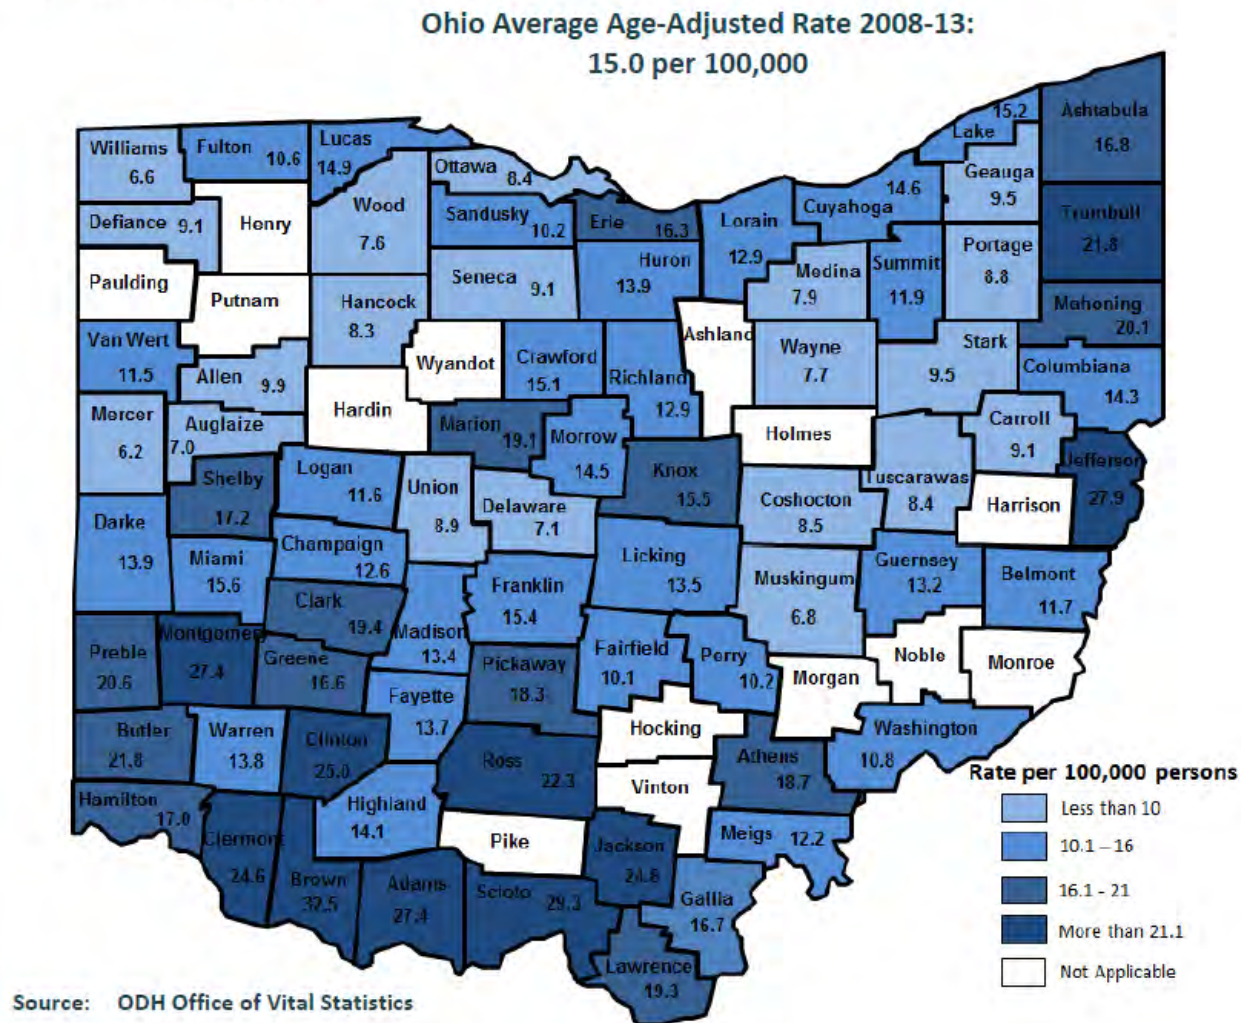 Ohio Average Age-Adjusted Rate 2008-13:
15.0 per 100,000
Williams
6.6
Fulton 10.6
Lucas
14.9
Ottawa
8.4
Lake
15.2
Ashtabula
16.8
Geauga
9.5
Defiance 9.1
Henry
Wood
7.6
Sandusky
10.2
Erie
16.3
Lorain
12.9
Cuyahoga
14.6
Trumbull
21.8
Paulding
Putnam
Hancock
8.3
Seneca
9.1
Huron
13.9
Medina
7.9
Summit
11.9
Portage
8.8
Mahoning
20.1
Van Wert
11.5
Allen 9.9
Wyandot
Crawford
15.1
Richland
12.9
Ashland
Wayne
7.7
Stark
9.5
Columbiana
14.3
Mercer
6.2
Auglaize
7.0
Hardin
Marion
19.1
Morrow
14.5
Holmes
Carroll
9.1
Jefferson
27.9
Shelby
17.2
Logan
11.6
Union
8.9
Delaware
7.1
Knox
15.5
Coshocton
8.5
Tuscarawas
8.4
Harrison
Darke
13.9
Miami
15.6
Champaign
12.6
Franklin
15.4
Licking
13.5
Muskingum
6.8
Guernsey
13.2
Belmont
11.7
Clark
19.4
Madison
13.4
Preble
20.6
Montgomery
27.4
Greene
16.6
Pickaway
18.3
Fairfield
10.1
Perry
10.2
Morgan
Noble
Monroe
Fayette
13.7
Hocking
Washington
10.8
Butler
21.8
Warren
13.8
Clinton
25.0
Ross
22.3
Vinton
Athens
18.7
Hamilton
17.0
Highland
14.1
Pike
Jackson
24.8
Meigs 12.2
Clermont
24.6
Brown
32.5
Adams
27.4
Scioto
29.3
Gallia
16.7
Lawrence
19.3
Rate per 100,000 persons
Less than 10
10.1 – 16
16.1 - 21
More than 21.1
Not Applicable
Source: ODH Office of Vital Statistics